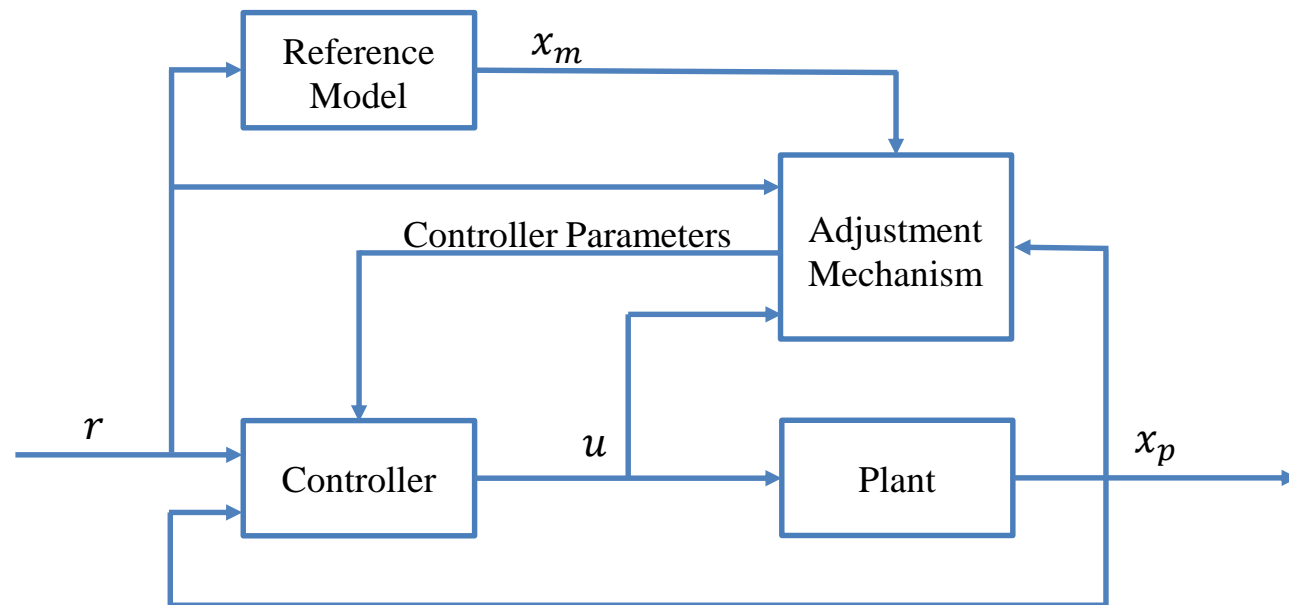 Reference
Model
x_m
Controller Parameters
Adjustment
Mechanism
r
Controller
u
Plant
x_p